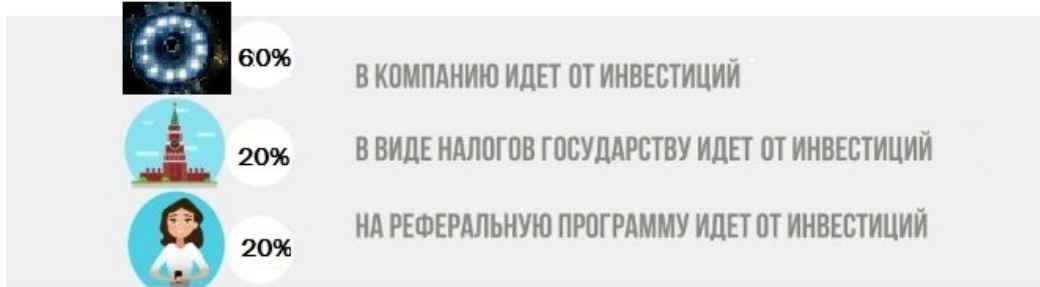 60% В КОМПАНИЮ ИДЕТ ОТ ИНВЕСТИЦИЙ
20% В ВИДЕ НАЛОГОВ ГОСУДАРСТВУ ИДЕТ ОТ ИНВЕСТИЦИЙ
20% НА РЕФЕРАЛЬНУЮ ПРОГРАММУ ИДЕТ ОТ ИНВЕСТИЦИЙ